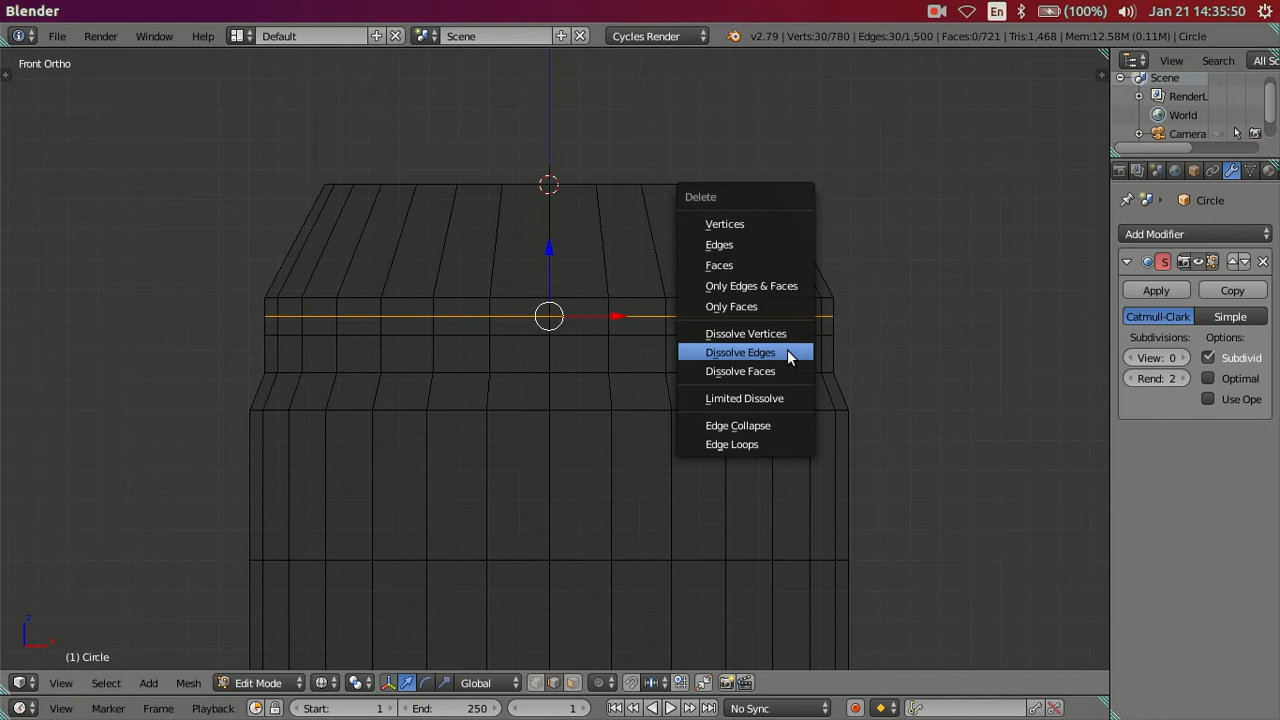 Blender
En
(100%)
Jan 21 14:35:50
File
Render
Window
Help
Default
Scene
Cycles Render
v2.79 | Verts:30/780 | Edges:30/1,500 | Faces:0/721 | Tris:1,468 | Mem:12.58M (0.11M) | Circle
View
Search
All Sc
Front Ortho
Scene
RenderL
World
Camera
Circle
Add Modifier
S
Apply
Copy
Catmull-Clark
Simple
Subdivisions:
Options:
View: 0
Subdivid
Rend: 2
Optimal
Use Ope
Delete
Vertices
Edges
Faces
Only Edges & Faces
Only Faces
Dissolve Vertices
Dissolve Edges
Dissolve Faces
Limited Dissolve
Edge Collapse
Edge Loops
z
x
(1) Circle
View
Select
Add
Mesh
Edit Mode
Global
View
Marker
Frame
Playback
Start: 1
End: 250
1
No Sync